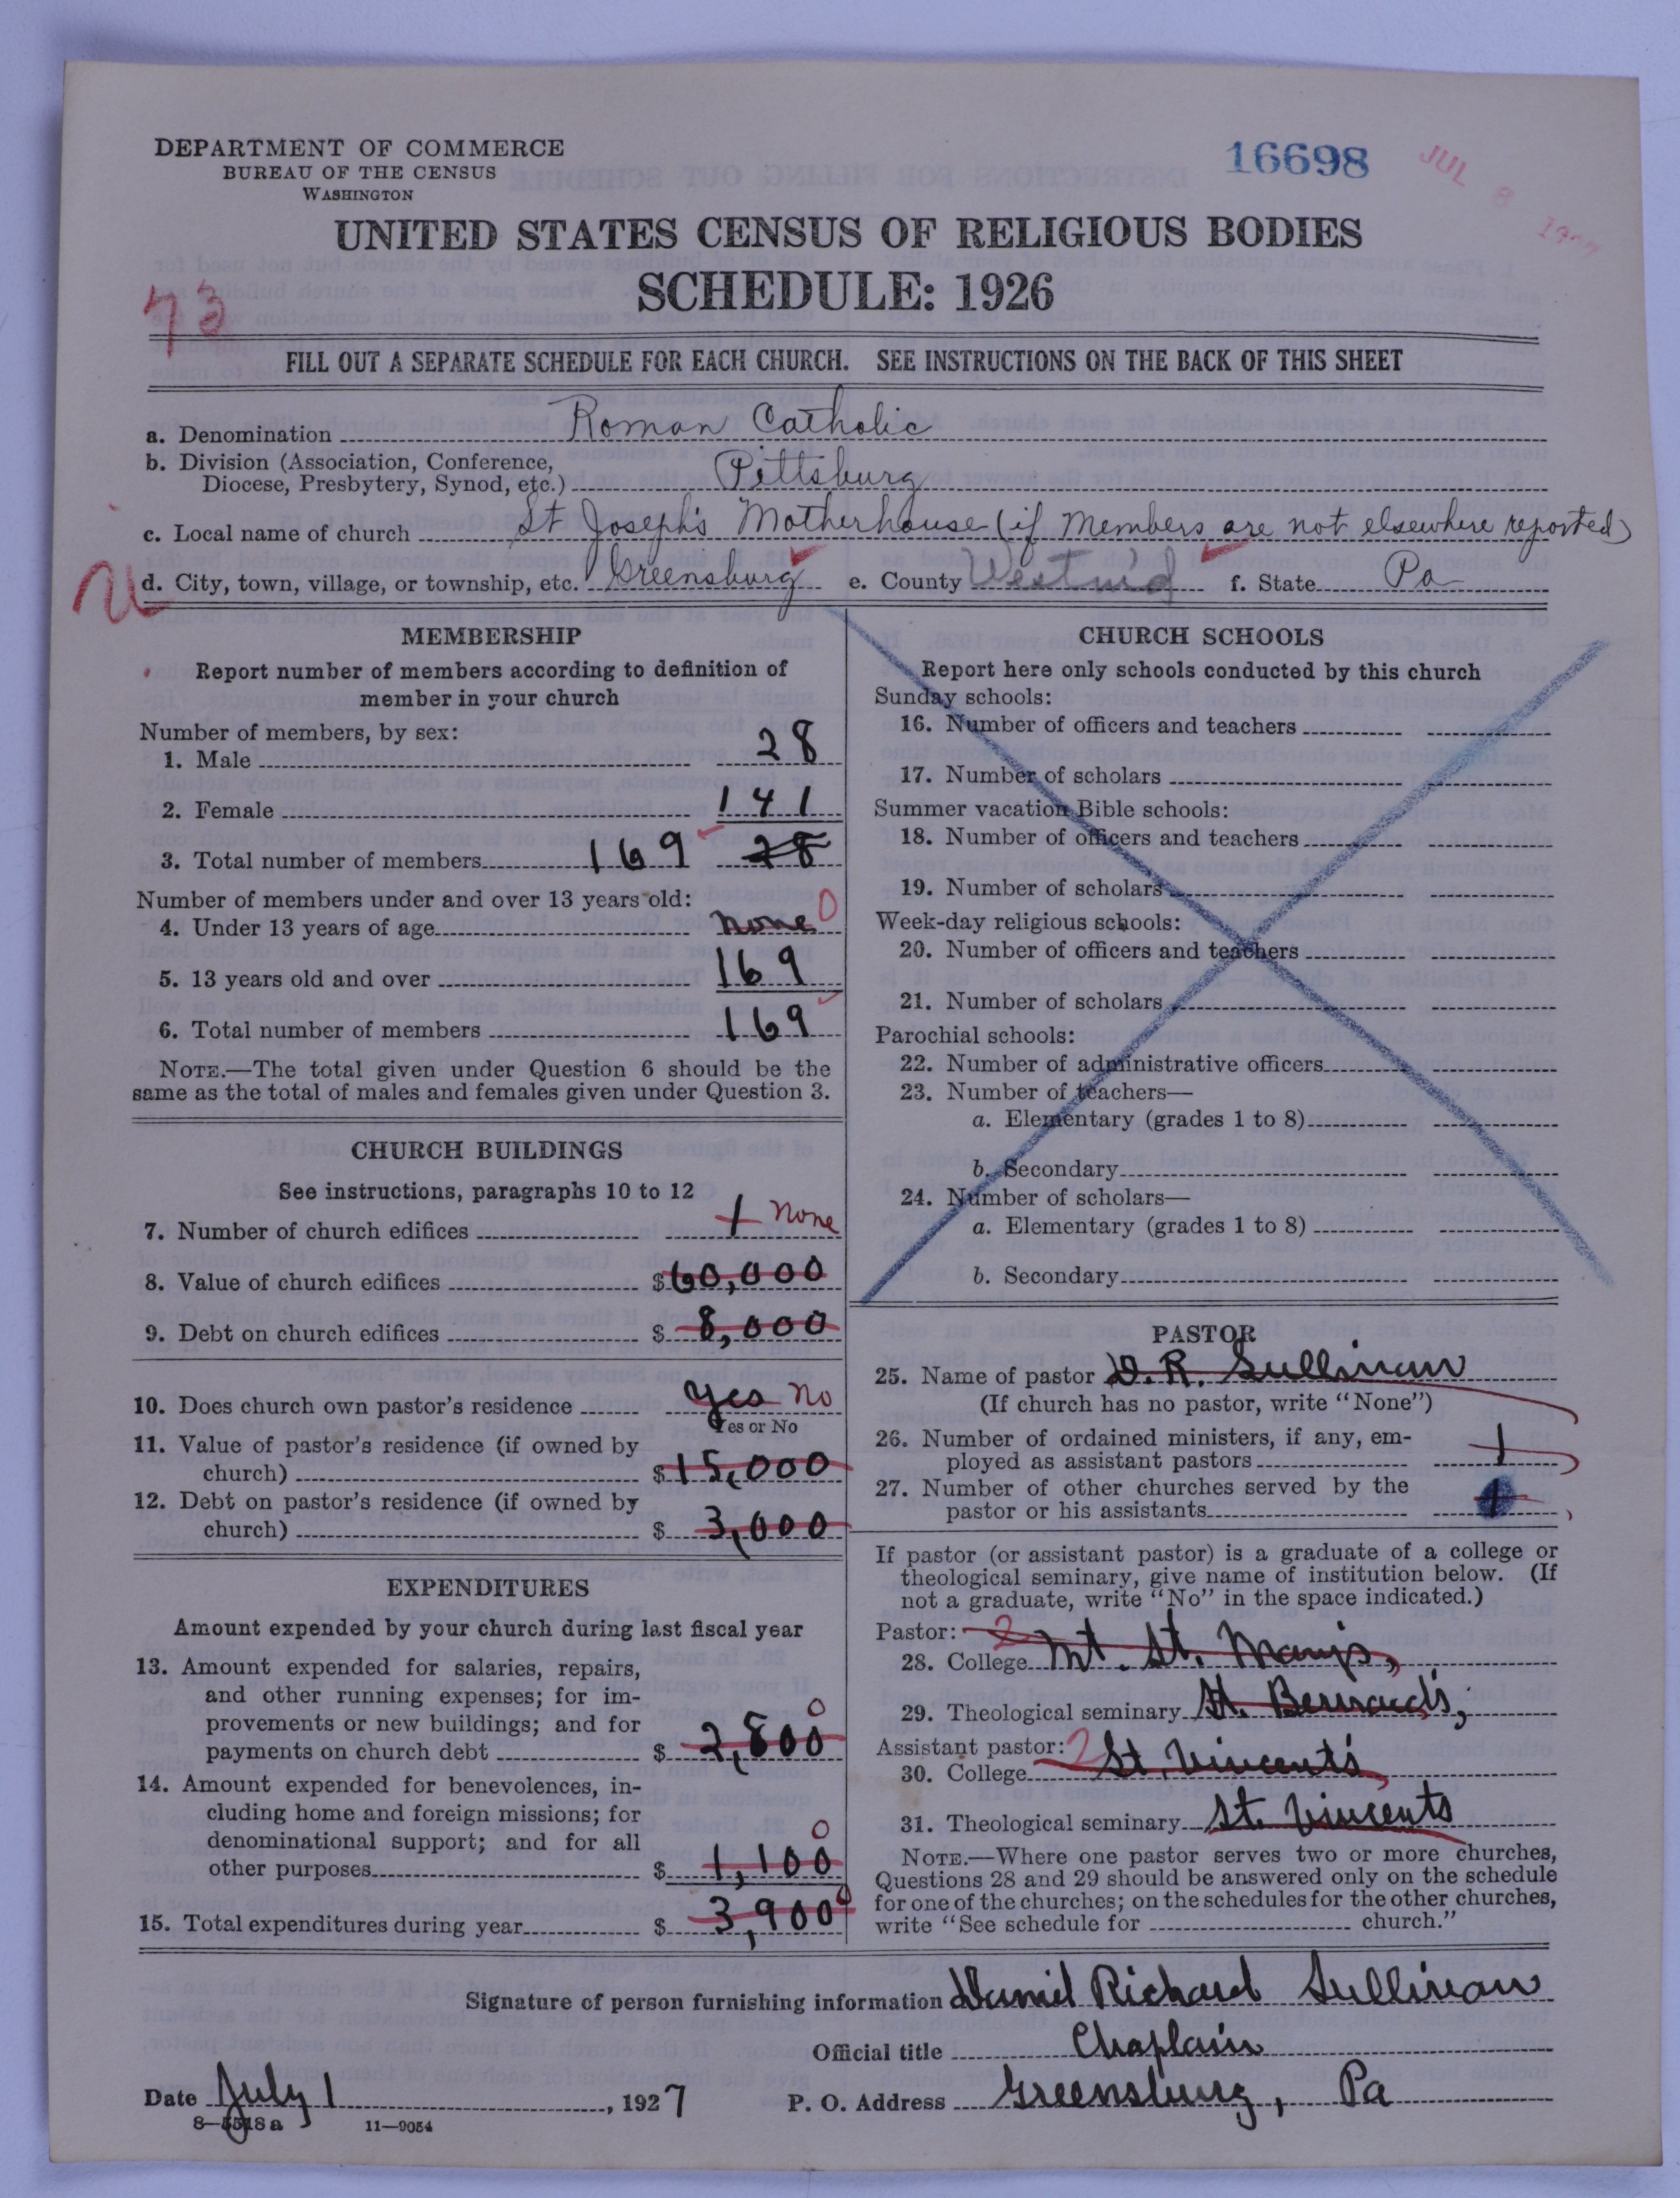 DEPARTMENT OF COMMERCE
BUREAU OF THE CENSUS
WASHINGTON
16698
JUL 8 1927
UNITED STATES CENSUS OF RELIGIOUS BODIES
SCHEDULE: 1926
73
FILL OUT A SEPARATE SCHEDULE FOR EACH CHURCH. SEE INSTRUCTIONS ON THE BACK OF THIS SHEET
a. Denomination Roman Catholic
b. Division (Association, Conference,
Diocese, Presbytery, Synod, etc.) Pittsburg
c. Local name of church St Joseph's Motherhouse (if members are not elsewhere reported)
U
d. City, town, village, or township, etc. Greensburg e. County Westm'd f. State Pa
MEMBERSHIP
Report number of members according to definition of
member in your church
Number of members, by sex:
1. Male 28
2. Female 141
3. Total number of members 169 28
Number of members under and over 13 years old:
4. Under 13 years of age none 0
5. 13 years old and over 169
6. Total number of members 169
NOTE.—The total given under Question 6 should be the
same as the total of males and females given under Question 3.
CHURCH BUILDINGS
See instructions, paragraphs 10 to 12
7. Number of church edifices 1 none
8. Value of church edifices $60,000
9. Debt on church edifices $ 8,000
10. Does church own pastor's residence yes no
Yes or No
11. Value of pastor's residence (if owned by
church) $15,000
12. Debt on pastor's residence (if owned by
church) $ 3,000
EXPENDITURES
Amount expended by your church during last fiscal year
13. Amount expended for salaries, repairs,
and other running expenses; for im-
provements or new buildings; and for
payments on church debt $ 2,800 0
14. Amount expended for benevolences, in-
cluding home and foreign missions; for
denominational support; and for all
other purposes $ 1,100 0
15. Total expenditures during year $ 3,900 0
CHURCH SCHOOLS
Report here only schools conducted by this church
Sunday schools:
16. Number of officers and teachers
17. Number of scholars
Summer vacation Bible schools:
18. Number of officers and teachers
19. Number of scholars
Week-day religious schools:
20. Number of officers and teachers
21. Number of scholars
Parochial schools:
22. Number of administrative officers
23. Number of teachers—
a. Elementary (grades 1 to 8)
b. Secondary
24. Number of scholars—
a. Elementary (grades 1 to 8)
b. Secondary
PASTOR
25. Name of pastor D. R. Sullivan
(If church has no pastor, write "None")
26. Number of ordained ministers, if any, em-
ployed as assistant pastors 1
27. Number of other churches served by the
pastor or his assistants 1
If pastor (or assistant pastor) is a graduate of a college or
theological seminary, give name of institution below. (If
not a graduate, write "No" in the space indicated.)
Pastor: 2
28. College Mt. St. Mary's,
29. Theological seminary St. Bernard's,
Assistant pastor: 2
30. College St. Vincent's
31. Theological seminary St. Vincents
NOTE.—Where one pastor serves two or more churches,
Questions 28 and 29 should be answered only on the schedule
for one of the churches; on the schedules for the other churches,
write "See schedule for church."
Signature of person furnishing information Daniel Richard Sullivan
Official title Chaplain
Date July 1, 1927 P. O. Address Greensburg, Pa
8—5518 a 11—9054